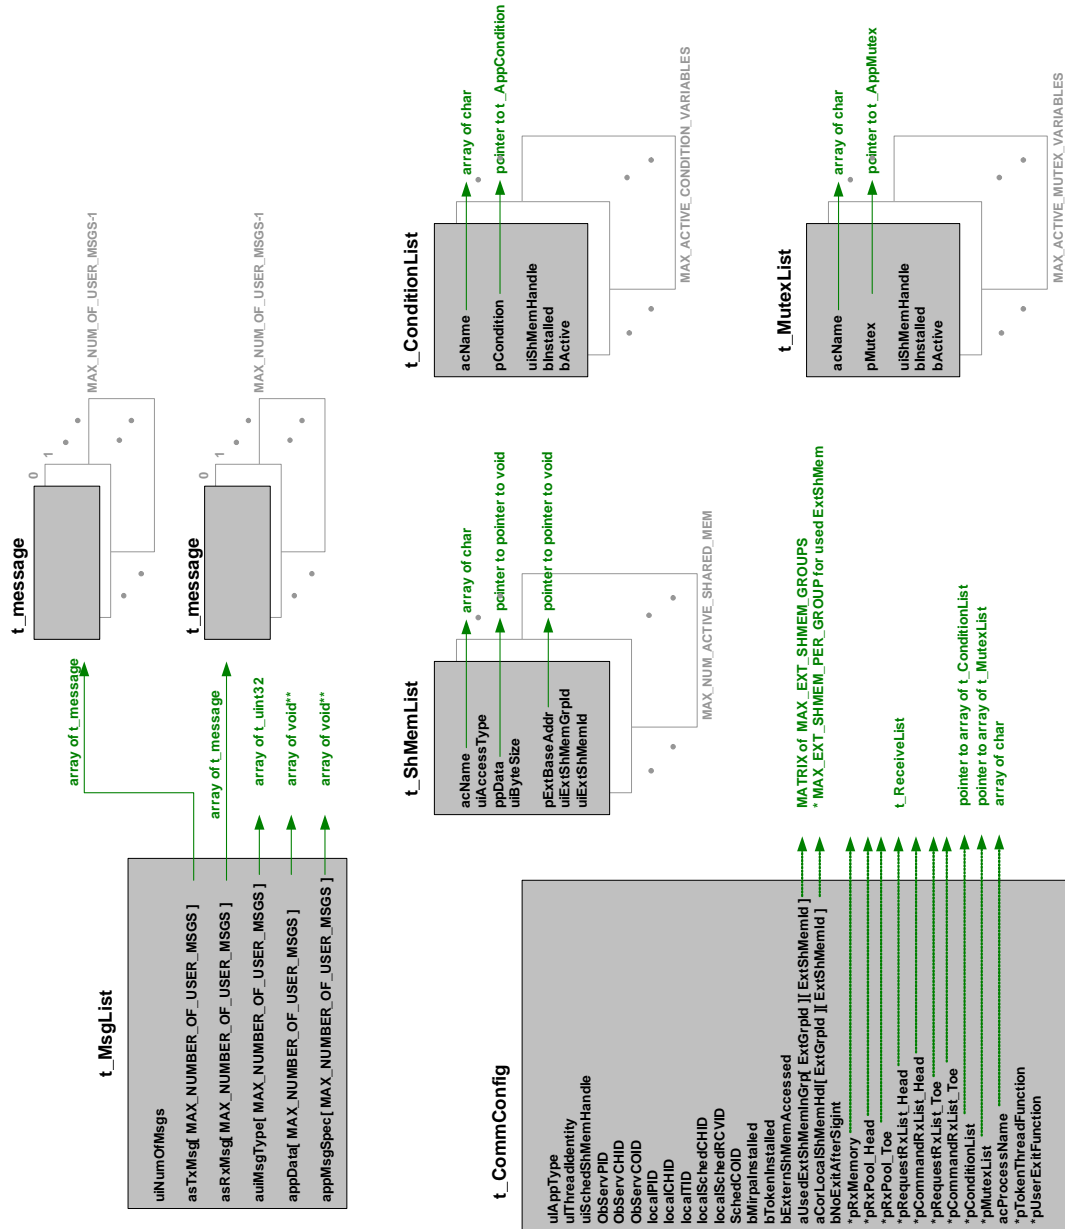 t_MsgList
uiNumOfMsgs
asTxMsg[ MAX_NUMBER_OF_USER_MSGS ]
asRxMsg[ MAX_NUMBER_OF_USER_MSGS ]
auiMsgType[ MAX_NUMBER_OF_USER_MSGS ]
appData[ MAX_NUMBER_OF_USER_MSGS ]
appMsgSpec[ MAX_NUMBER_OF_USER_MSGS ]
array of t_message
array of t_message
array of t_uint32
array of void**
array of void**
t_message
0
1
MAX_NUM_OF_USER_MSGS-1
t_message
0
1
MAX_NUM_OF_USER_MSGS-1
t_ShMemList
acName
uiAccessType
ppData
uiByteSize
pExtBaseAddr
uiExtShMemGrpId
uiExtShMemId
array of char
pointer to pointer to void
pointer to pointer to void
MAX_NUM_ACTIVE_SHARED_MEM
t_ConditionList
acName
pCondition
uiShMemHandle
bInstalled
bActive
array of char
pointer to t _AppCondition
MAX_ACTIVE_CONDITION_VARIABLES
t_CommConfig
uiAppType
uiThreadIdentity
uiSchedShMemHandle
ObServPID
ObServCHID
ObServCOID
localPID
localCHID
localTID
localSchedCHID
localSchedRCVID
SchedCOID
bMirpaInstalled
bTokenInstalled
bExternShMemAccessed
aUsedExtShMemInGrp[ ExtGrpId ][ ExtShMemId ]
aCorLocalShMemHdl[ ExtGrpId ][ ExtShMemId ]
bNoExitAfterSigint
*pRxMemory
*pRxPool_Head
*pRxPool_Toe
*pRequestRxList_Head
*pCommandRxList_Head
*pRequestRxList_Toe
*pCommandRxList_Toe
*pConditionList
*pMutexList
acProcessName
*pTokenThreadFunction
*pUserExitFunction
MATRIX of MAX_EXT_SHMEM_GROUPS
* MAX_EXT_SHMEM_PER_GROUP for used ExtShMem
t_ReceiveList
pointer to array of t_ConditionList
pointer to array of t_MutexList
array of char
t_MutexList
acName
pMutex
uiShMemHandle
bInstalled
bActive
array of char
pointer to t _AppMutex
MAX_ACTIVE_MUTEX_VARIABLES